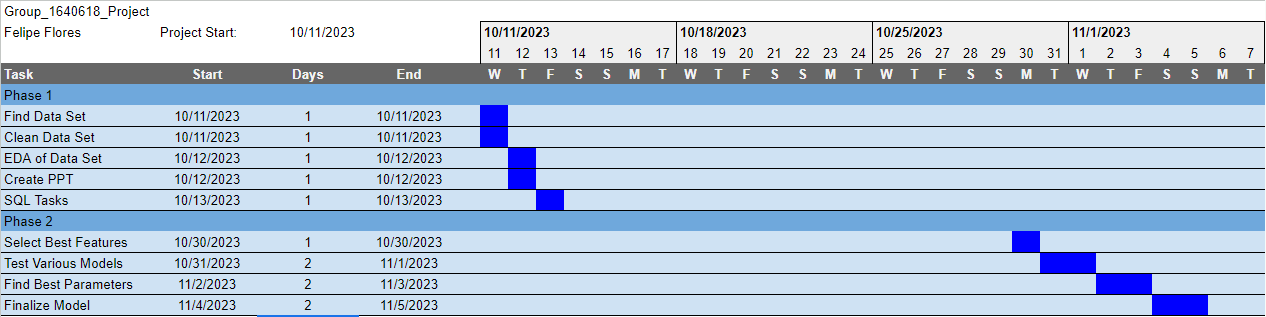 Group_1640618_Project
Felipe Flores Project Start: 10/11/2023 10/11/2023 10/18/2023 10/25/2023 11/1/2023
11 12 13 14 15 16 17 18 19 20 21 22 23 24 25 26 27 28 29 30 31 1 2 3 4 5 6 7
Task Start Days End W T F S S M T W T F S S M T W T F S S M T W T F S S M T
Phase 1
Find Data Set 10/11/2023 1 10/11/2023
Clean Data Set 10/11/2023 1 10/11/2023
EDA of Data Set 10/12/2023 1 10/12/2023
Create PPT 10/12/2023 1 10/12/2023
SQL Tasks 10/13/2023 1 10/13/2023
Phase 2
Select Best Features 10/30/2023 1 10/30/2023
Test Various Models 10/31/2023 2 11/1/2023
Find Best Parameters 11/2/2023 2 11/3/2023
Finalize Model 11/4/2023 2 11/5/2023